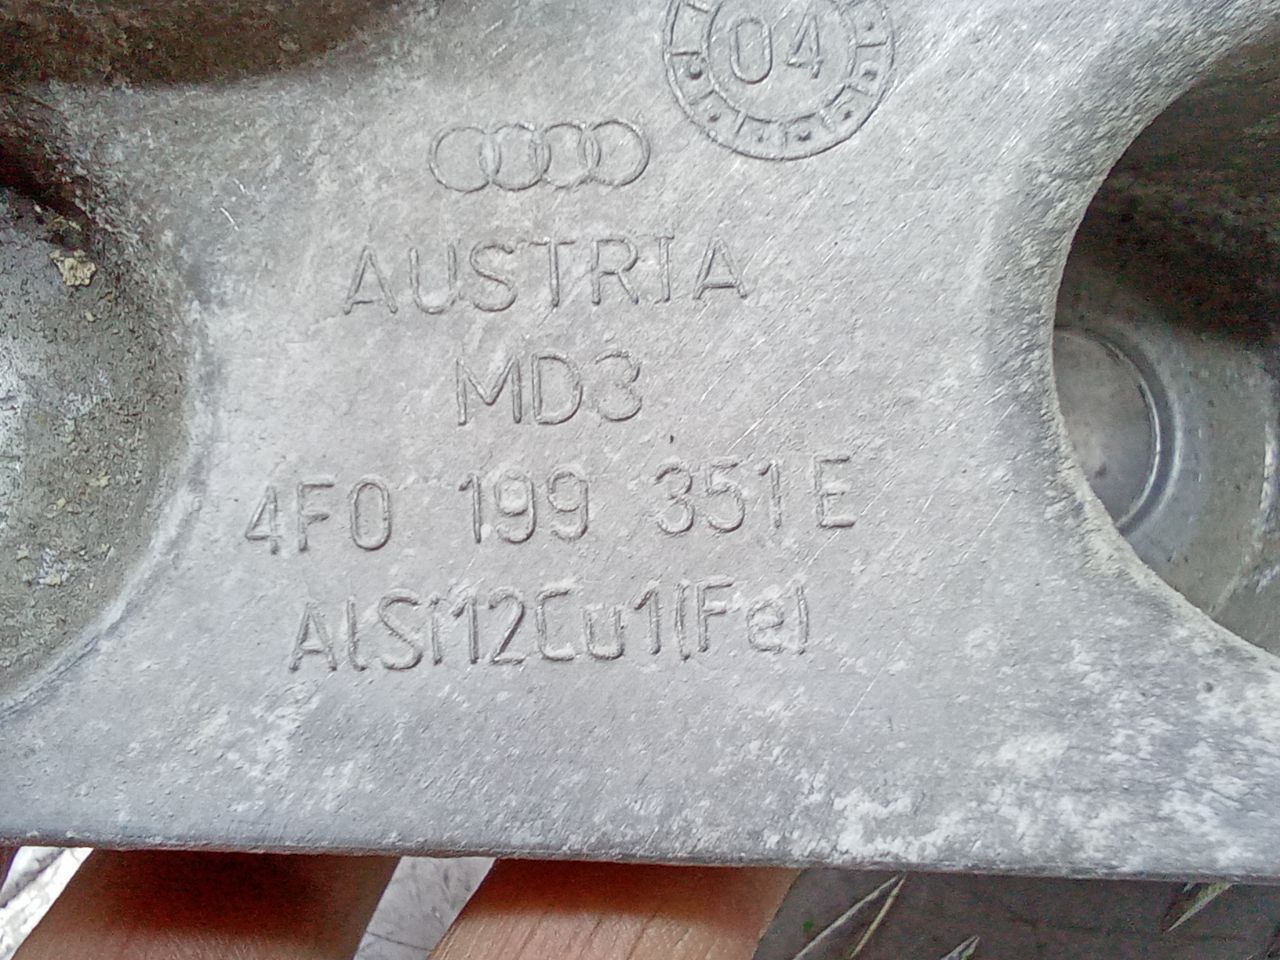 04
AUSTRIA
MD3
4F0 199 351 E
AlSi12Cu1(Fe)